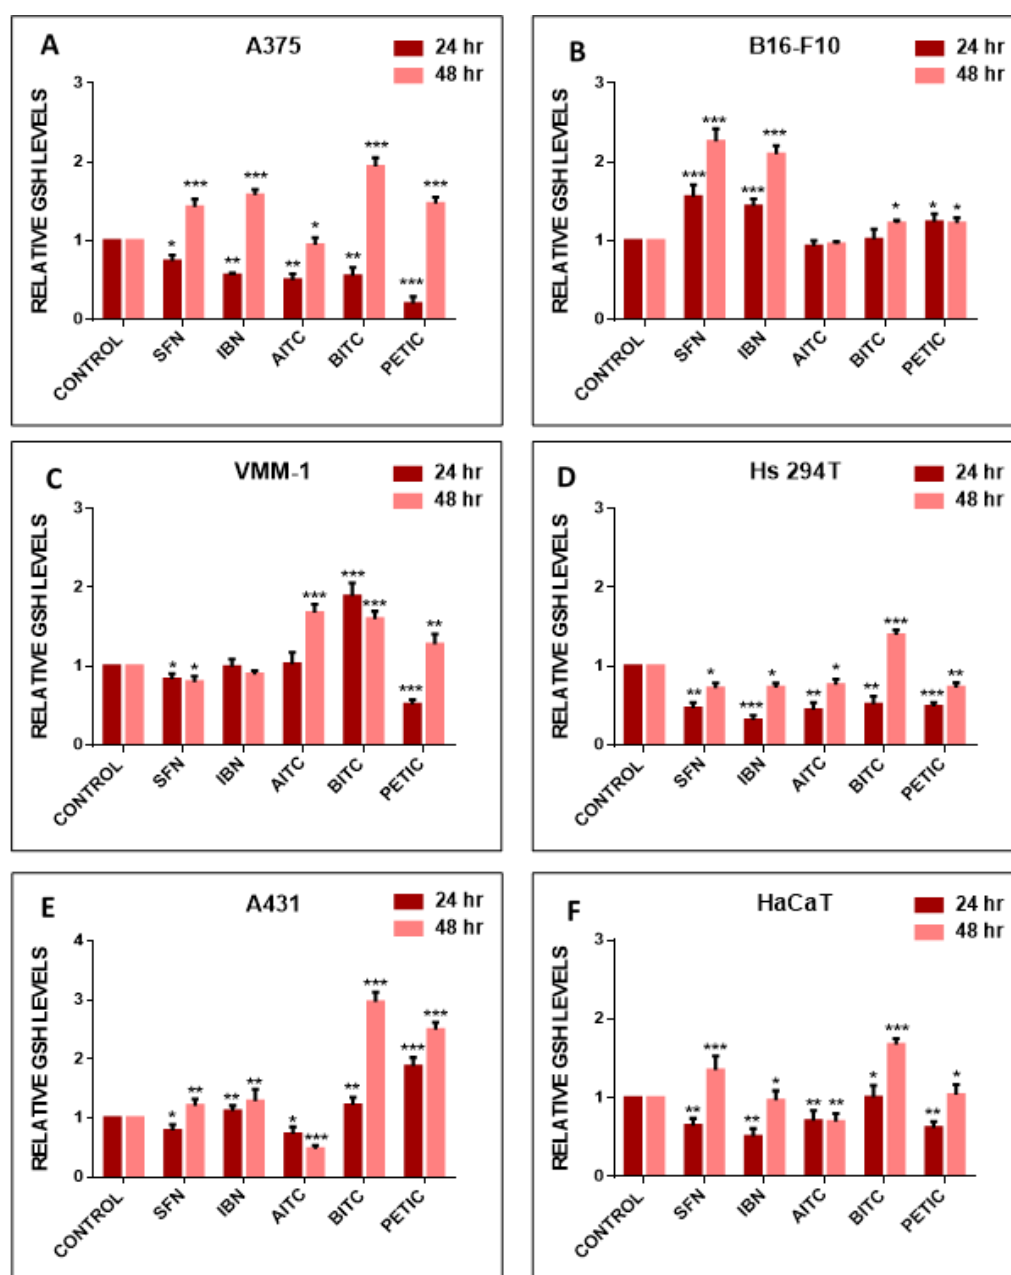 A
A375
24 hr
48 hr
RELATIVE GSH LEVELS
3
2
1
0
* *** ** *** ** * ** *** *** ***
CONTROL SFN IBN AITC BITC PETIC
B
B16-F10
24 hr
48 hr
RELATIVE GSH LEVELS
3
2
1
0
*** *** *** *** * * *
CONTROL SFN IBN AITC BITC PETIC
C
VMM-1
24 hr
48 hr
RELATIVE GSH LEVELS
3
2
1
0
* * *** *** *** *** **
CONTROL SFN IBN AITC BITC PETIC
D
Hs 294T
24 hr
48 hr
RELATIVE GSH LEVELS
3
2
1
0
** * *** * ** * ** *** *** **
CONTROL SFN IBN AITC BITC PETIC
E
A431
24 hr
48 hr
RELATIVE GSH LEVELS
4
3
2
1
0
* ** ** ** * *** ** *** *** ***
CONTROL SFN IBN AITC BITC PETIC
F
HaCaT
24 hr
48 hr
RELATIVE GSH LEVELS
3
2
1
0
** *** ** * ** ** * *** ** *
CONTROL SFN IBN AITC BITC PETIC